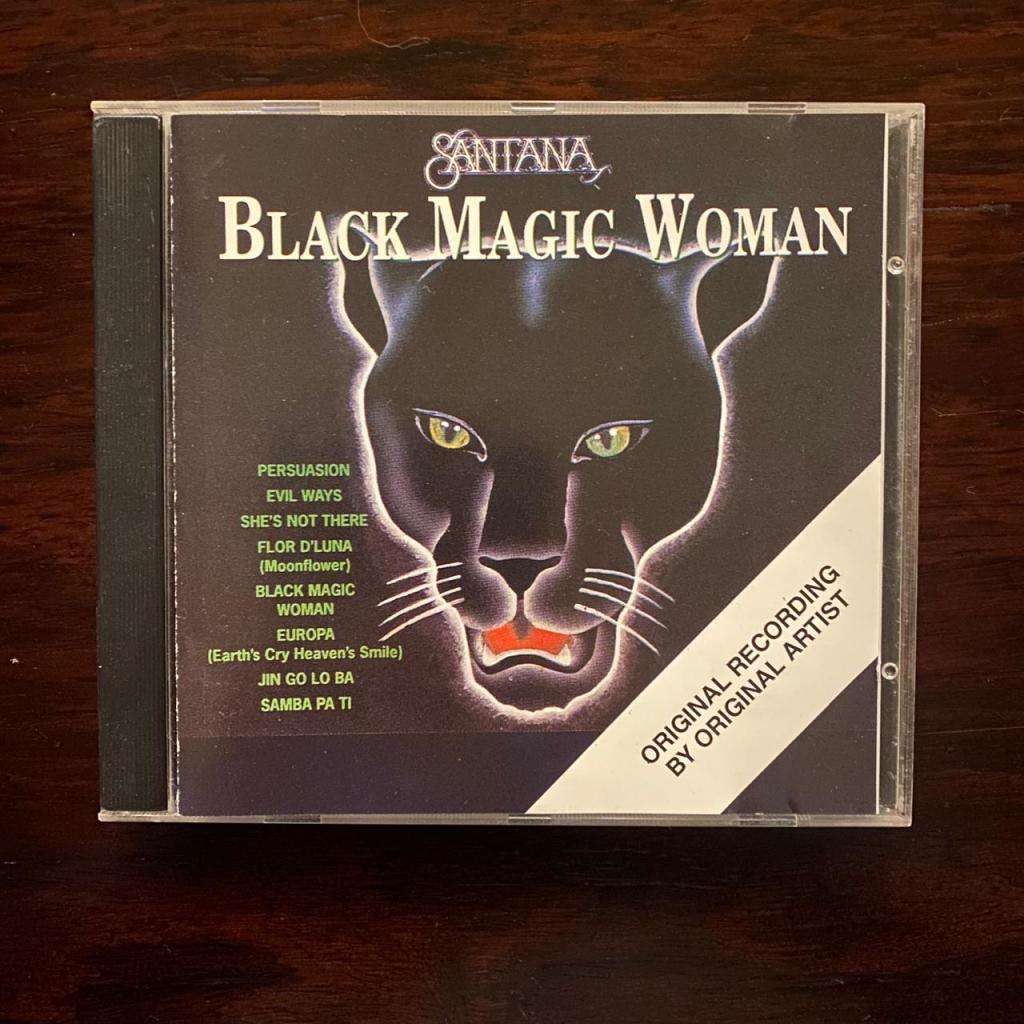 SANTANA
BLACK MAGIC WOMAN
PERSUASION
EVIL WAYS
SHE'S NOT THERE
FLOR D'LUNA
(Moonflower)
BLACK MAGIC
WOMAN
EUROPA
(Earth's Cry Heaven's Smile)
JIN GO LO BA
SAMBA PA TI
ORIGINAL RECORDING
BY ORIGINAL ARTIST